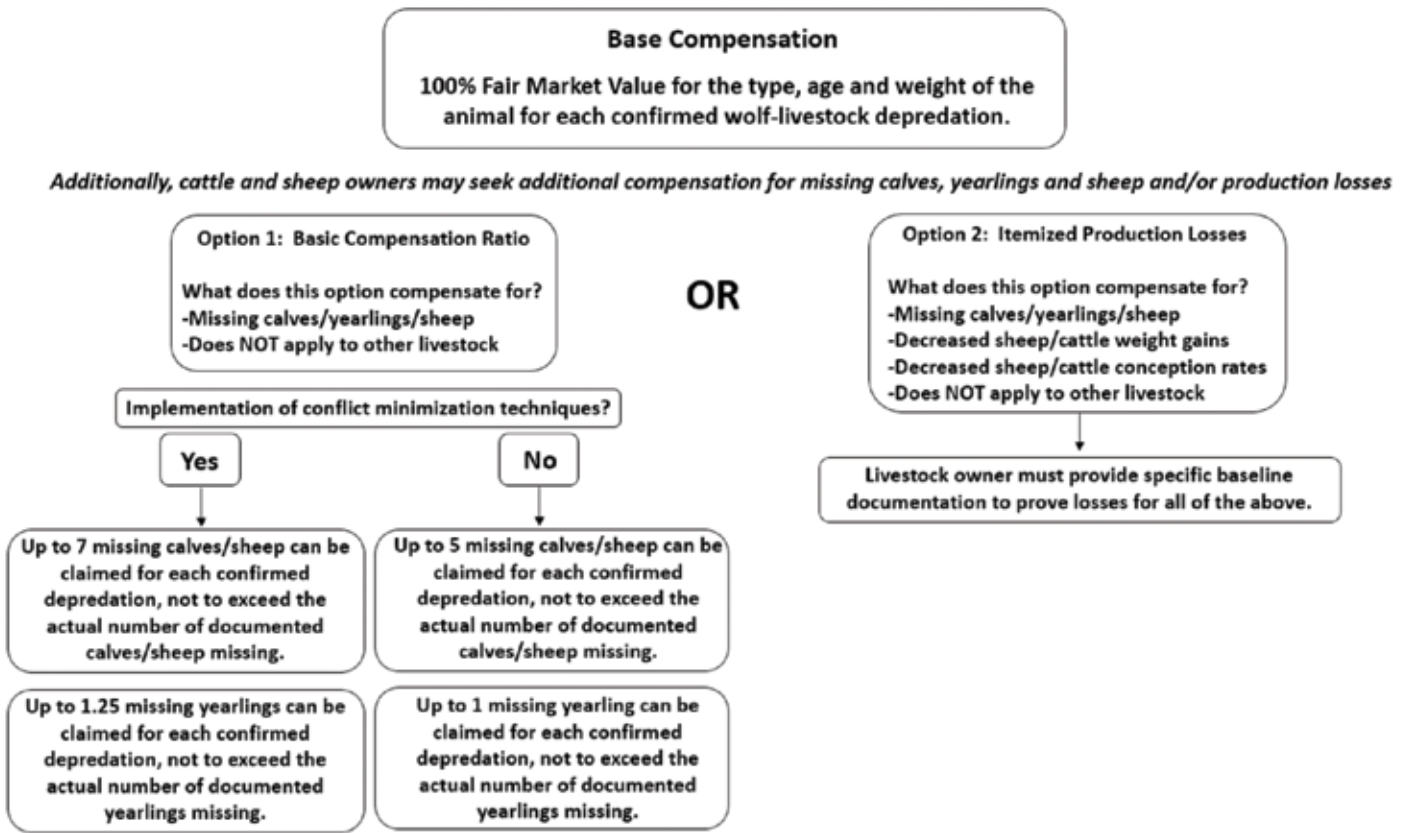 Base Compensation
100% Fair Market Value for the type, age and weight of the
animal for each confirmed wolf-livestock depredation.
Additionally, cattle and sheep owners may seek additional compensation for missing calves, yearlings and sheep and/or production losses
Option 1: Basic Compensation Ratio
What does this option compensate for?
-Missing calves/yearlings/sheep
-Does NOT apply to other livestock
OR
Option 2: Itemized Production Losses
What does this option compensate for?
-Missing calves/yearlings/sheep
-Decreased sheep/cattle weight gains
-Decreased sheep/cattle conception rates
-Does NOT apply to other livestock
Implementation of conflict minimization techniques?
Yes
No
Livestock owner must provide specific baseline
documentation to prove losses for all of the above.
Up to 7 missing calves/sheep can be
claimed for each confirmed
depredation, not to exceed the
actual number of documented
calves/sheep missing.
Up to 5 missing calves/sheep can be
claimed for each confirmed
depredation, not to exceed the
actual number of documented
calves/sheep missing.
Up to 1.25 missing yearlings can be
claimed for each confirmed
depredation, not to exceed the
actual number of documented
yearlings missing.
Up to 1 missing yearling can be
claimed for each confirmed
depredation, not to exceed the
actual number of documented
yearlings missing.